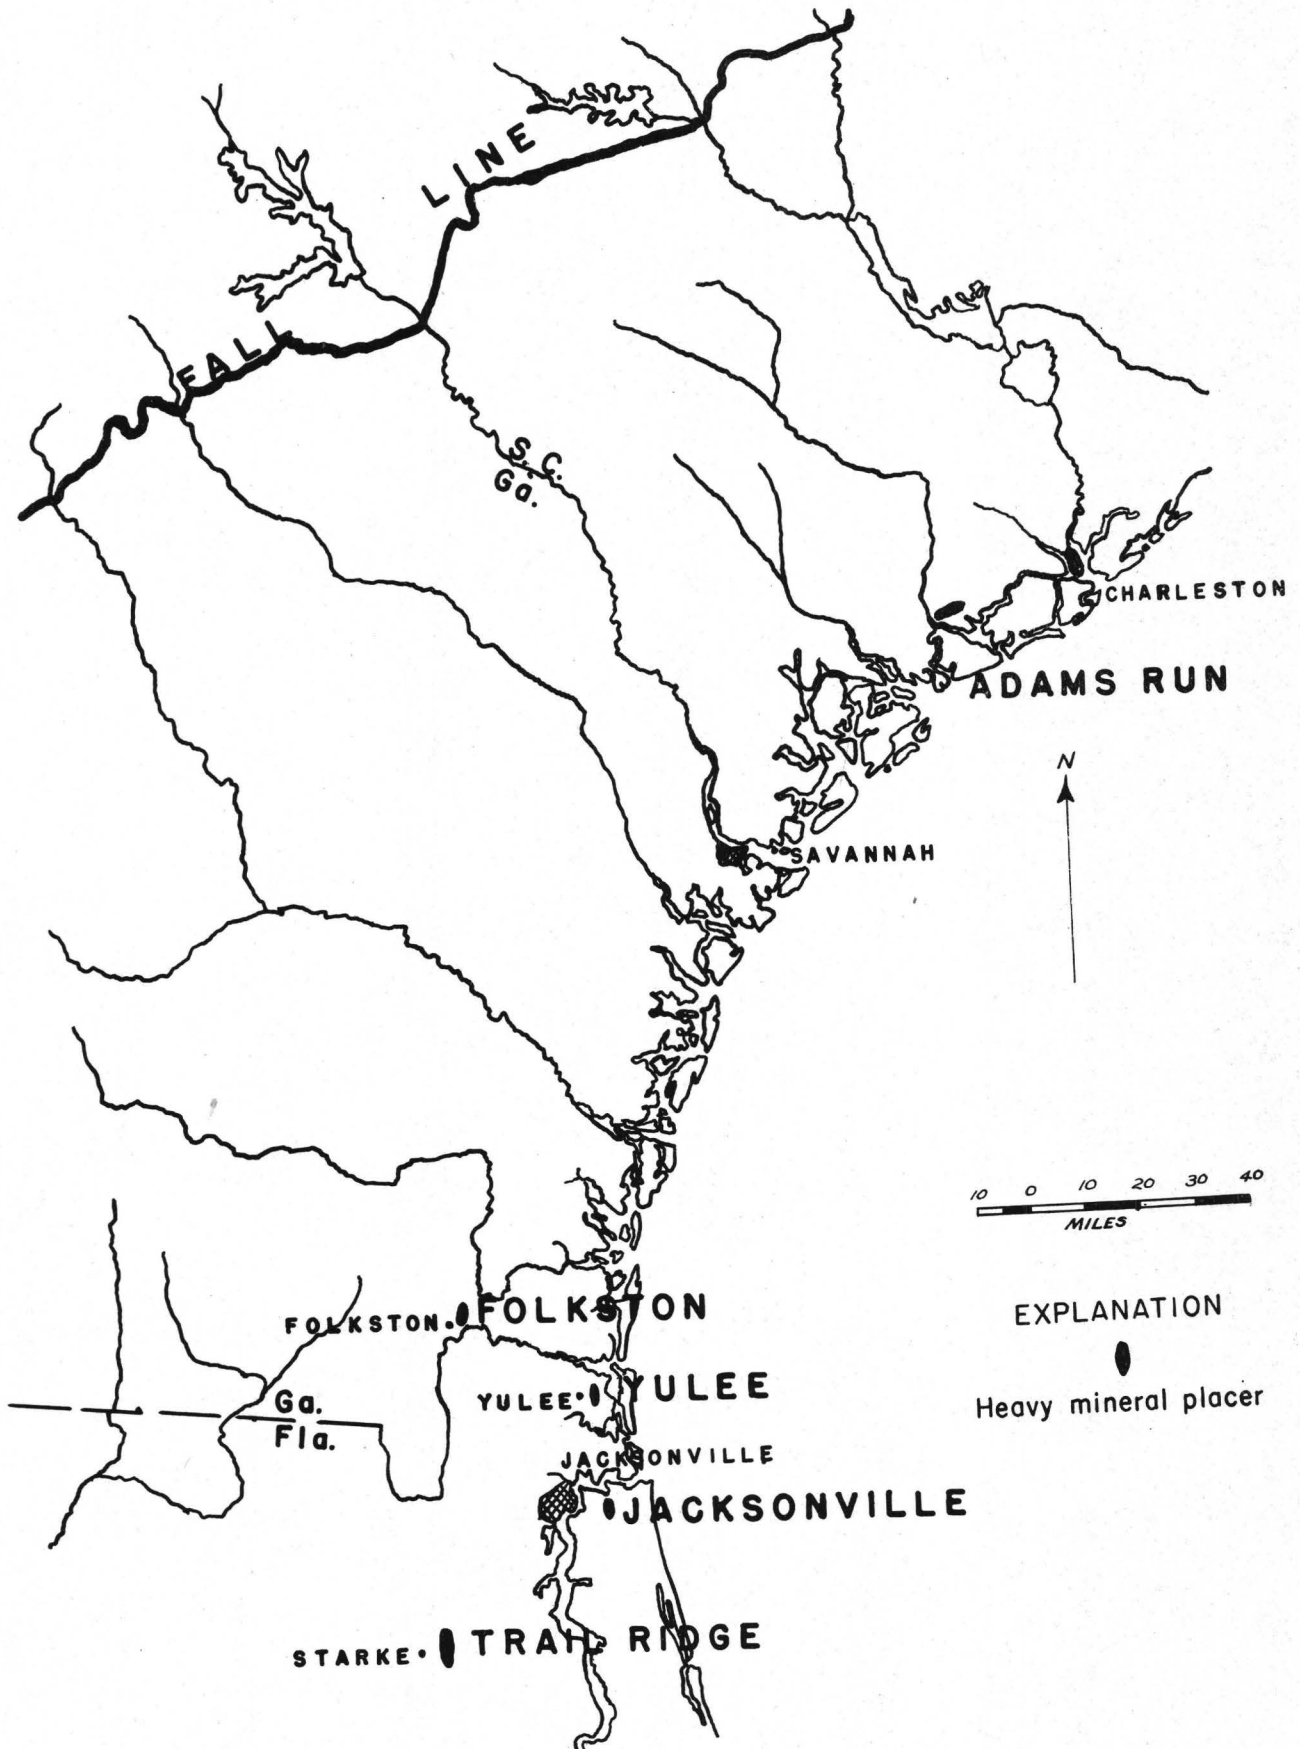 LINE
FALL
S.C.
Ga.
CHARLESTON
ADAMS RUN
N
SAVANNAH
10 0 10 20 30 40
MILES
EXPLANATION
Heavy mineral placer
FOLKSTON
FOLKSTON
YULEE
YULEE
Ga.
Fla.
JACKSONVILLE
JACKSONVILLE
STARKE
TRAIL RIDGE